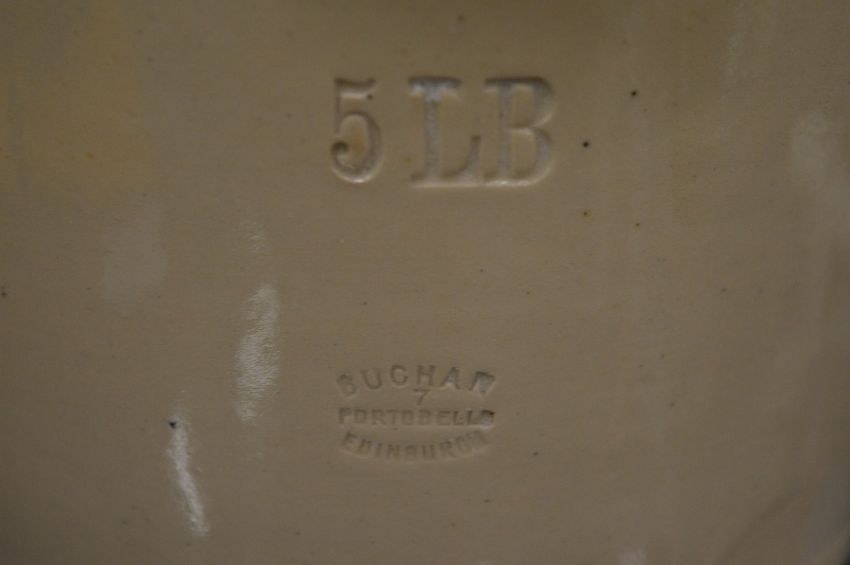 5 LB
BUCHAN
7
PORTOBELLO
EDINBURGH